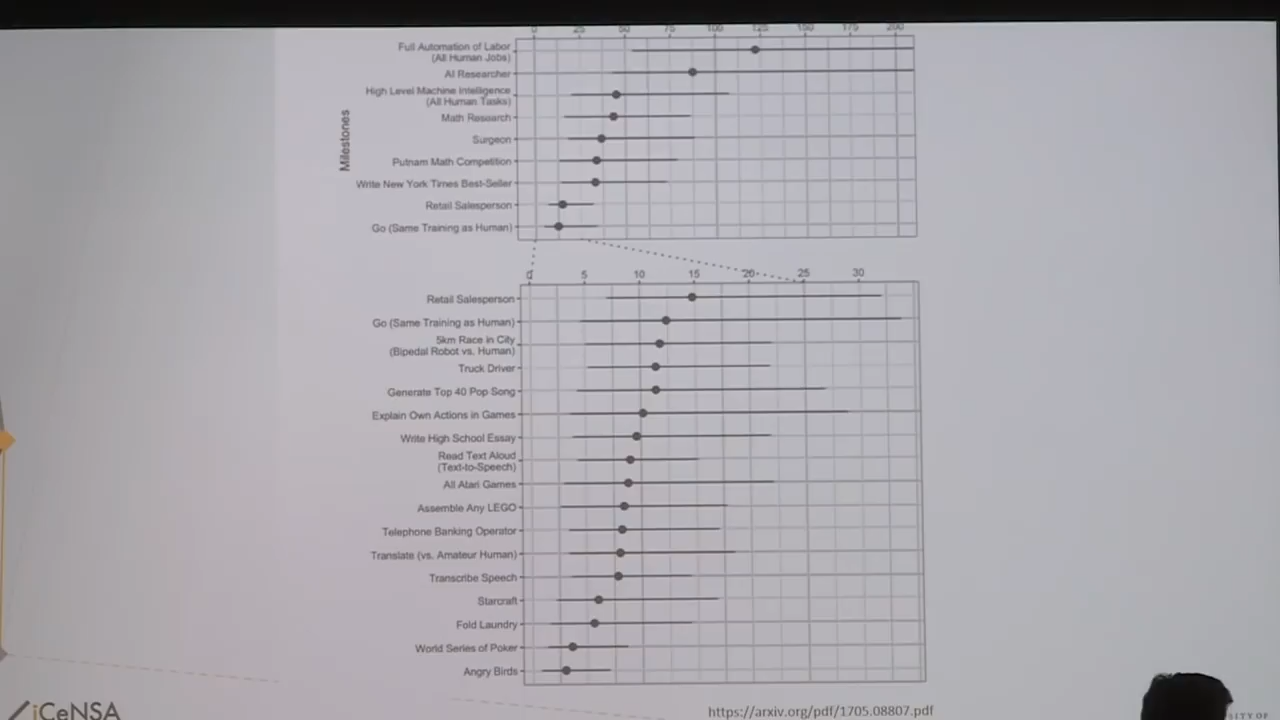 0 25 50 75 100 125 150 175 200
Full Automation of Labor
(All Human Jobs)
AI Researcher
High Level Machine Intelligence
(All Human Tasks)
Math Research
Surgeon
Putnam Math Competition
Write New York Times Best-Seller
Retail Salesperson
Go (Same Training as Human)
Milestones
0 5 10 15 20 25 30
Retail Salesperson
Go (Same Training as Human)
5km Race in City
(Bipedal Robot vs. Human)
Truck Driver
Generate Top 40 Pop Song
Explain Own Actions in Games
Write High School Essay
Read Text Aloud
(Text-to-Speech)
All Atari Games
Assemble Any LEGO
Telephone Banking Operator
Translate (vs. Amateur Human)
Transcribe Speech
Starcraft
Fold Laundry
World Series of Poker
Angry Birds
iCeNSA
https://arxiv.org/pdf/1705.08807.pdf
SITY OF